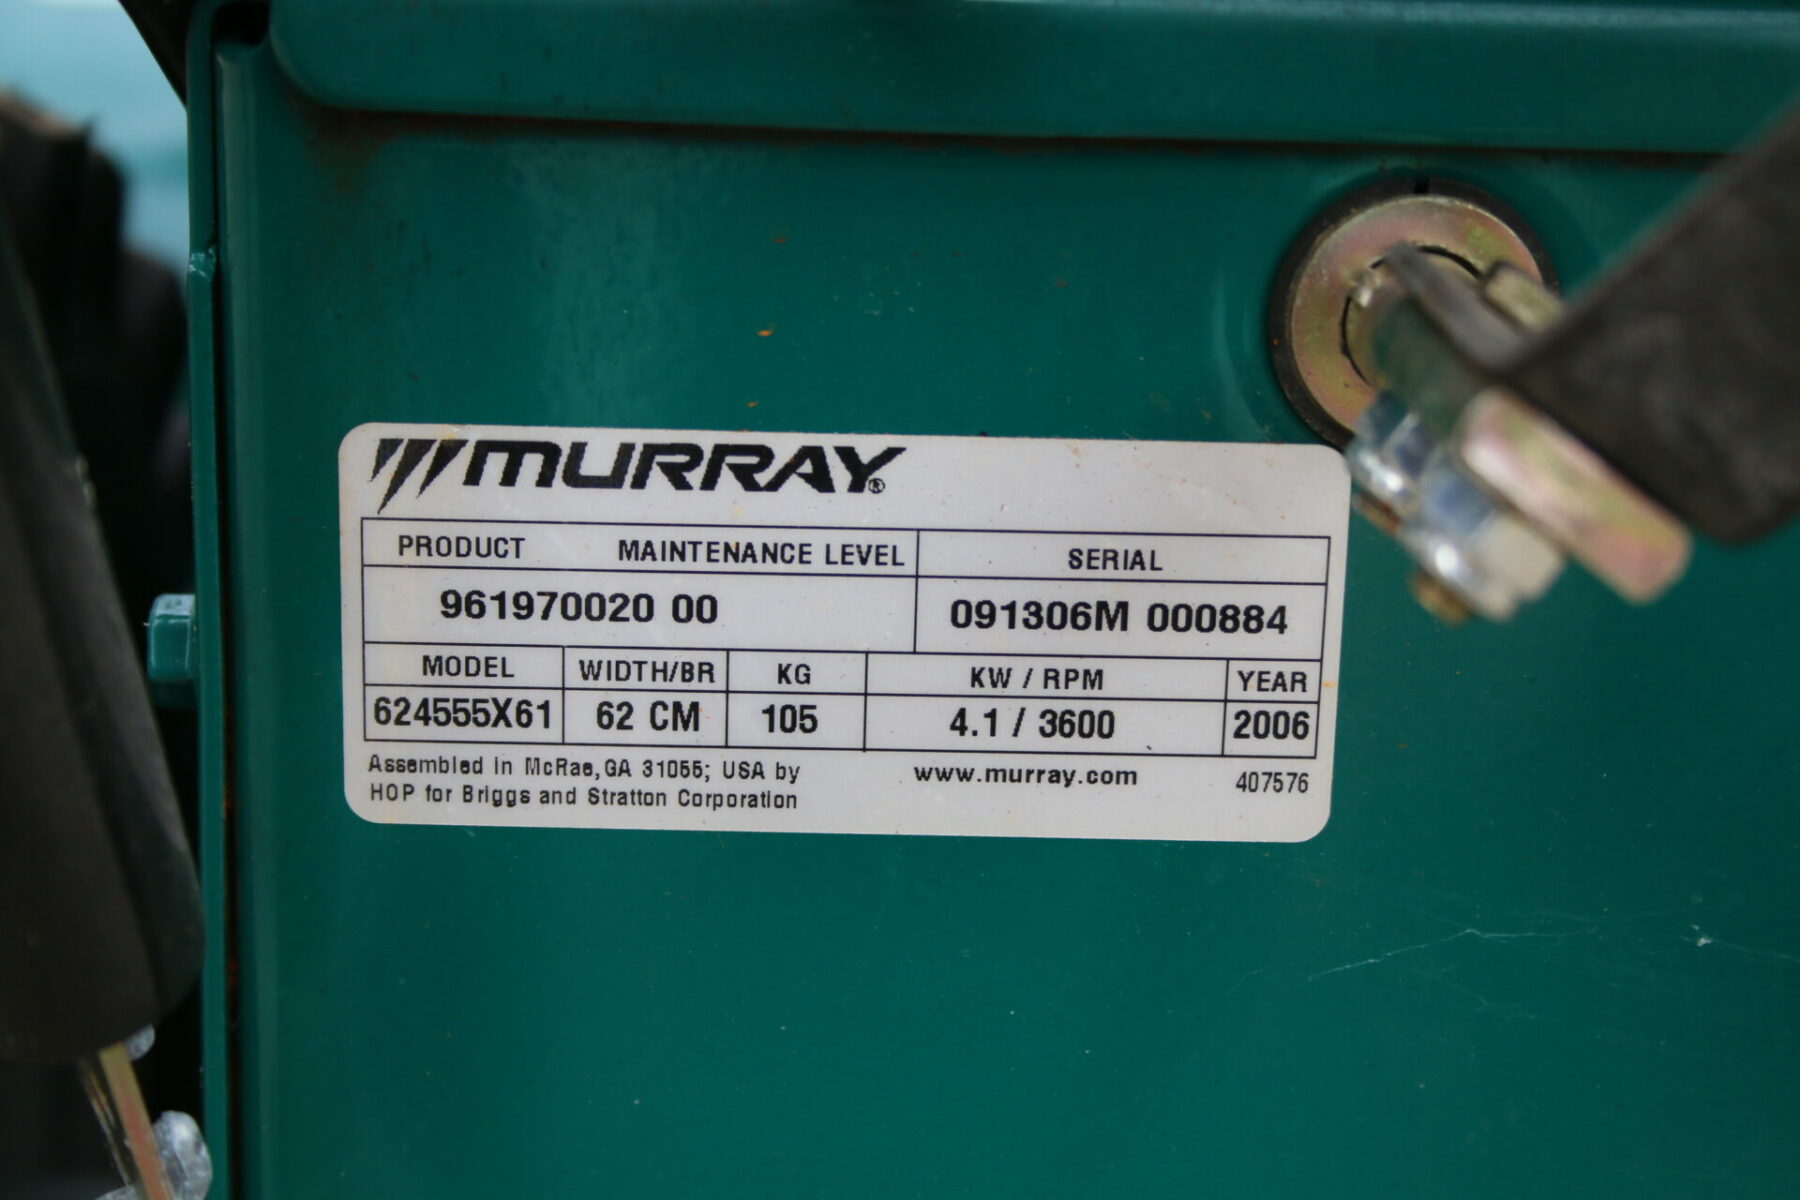 MURRAY®
PRODUCT MAINTENANCE LEVEL SERIAL
961970020 00 091306M 000884
MODEL WIDTH/BR KG KW / RPM YEAR
624555X61 62 CM 105 4.1 / 3600 2006
Assembled in McRae,GA 31055; USA by www.murray.com 407576
HOP for Briggs and Stratton Corporation